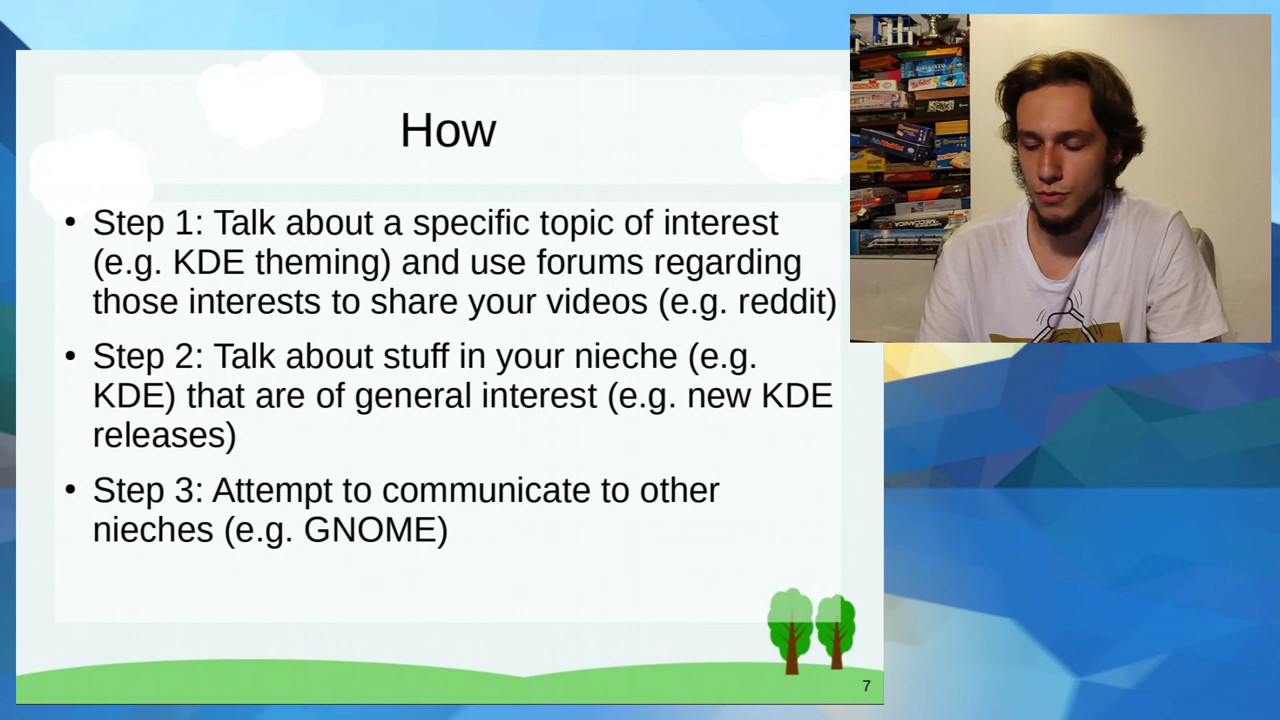 How
• Step 1: Talk about a specific topic of interest
(e.g. KDE theming) and use forums regarding
those interests to share your videos (e.g. reddit)
• Step 2: Talk about stuff in your nieche (e.g.
KDE) that are of general interest (e.g. new KDE
releases)
• Step 3: Attempt to communicate to other
nieches (e.g. GNOME)
7
MECCANICA